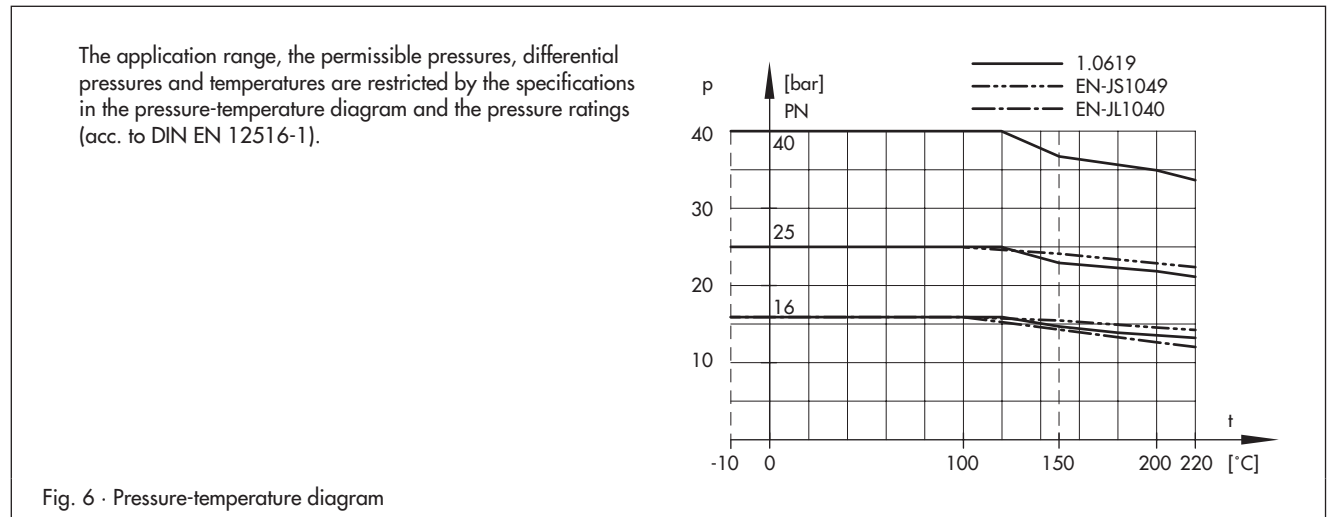 The application range, the permissible pressures, differential
pressures and temperatures are restricted by the specifications
in the pressure-temperature diagram and the pressure ratings
(acc. to DIN EN 12516-1).
p
[bar]
PN
1.0619
EN-JS1049
EN-JL1040
40
40
30
25
20
16
10
t
-10 0 100 150 200 220 [°C]
Fig. 6 · Pressure-temperature diagram